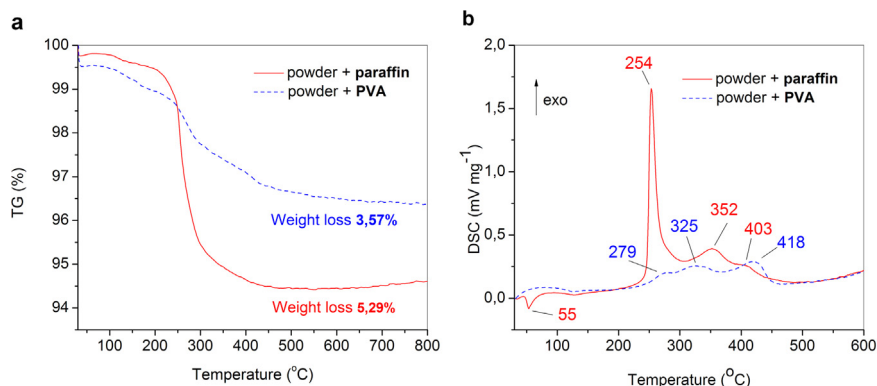 a
100
99
98
97
96
95
94
TG (%)
powder + paraffin
powder + PVA
Weight loss 3,57%
Weight loss 5,29%
0
100
200
300
400
500
600
700
800
Temperature (°C)
b
2,0
1,5
1,0
0,5
0,0
DSC (mV mg-1)
exo
254
powder + paraffin
powder + PVA
279
325
352
403
418
55
100
200
300
400
500
600
Temperature (°C)